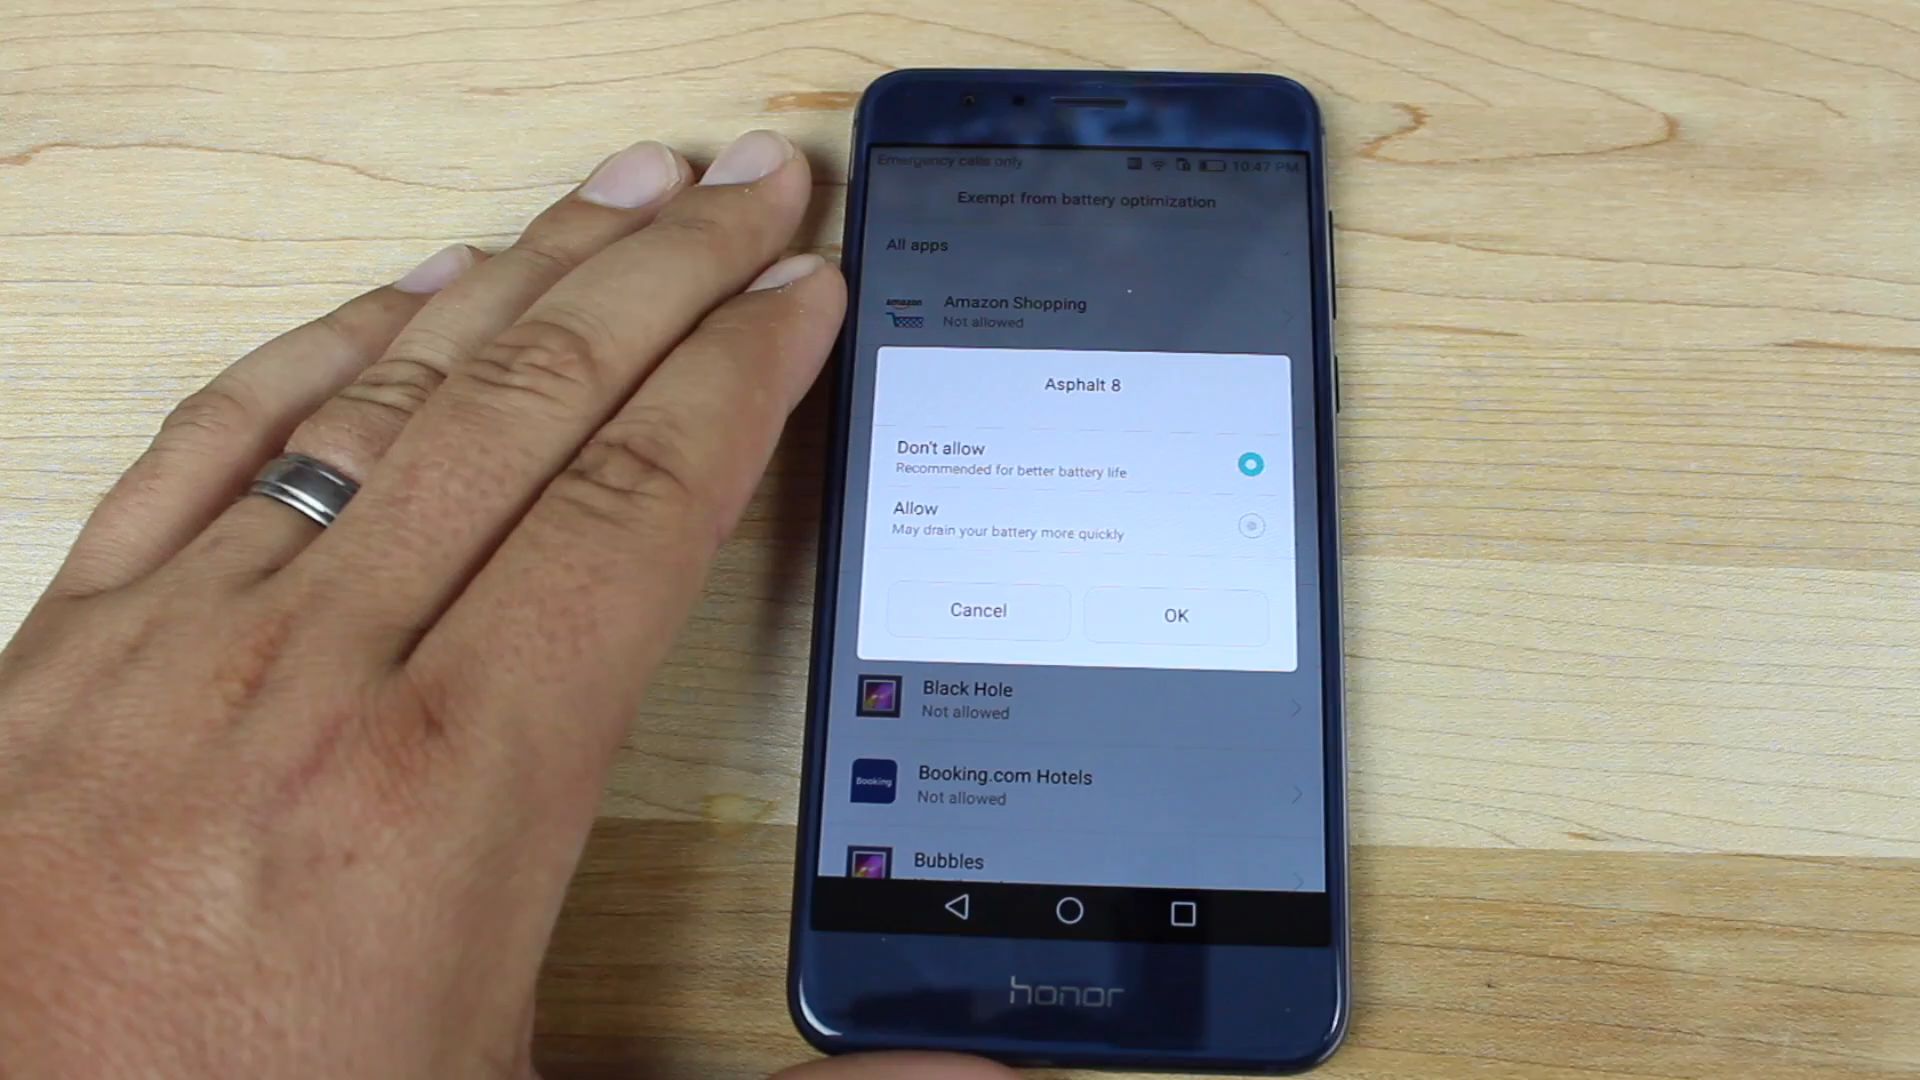 Emergency calls only 10:47 PM
Exempt from battery optimization
All apps
amazon
Amazon Shopping
Not allowed
Asphalt 8
Don't allow
Recommended for better battery life
Allow
May drain your battery more quickly
Cancel OK
Black Hole
Not allowed
Booking
Booking.com Hotels
Not allowed
Bubbles
honor